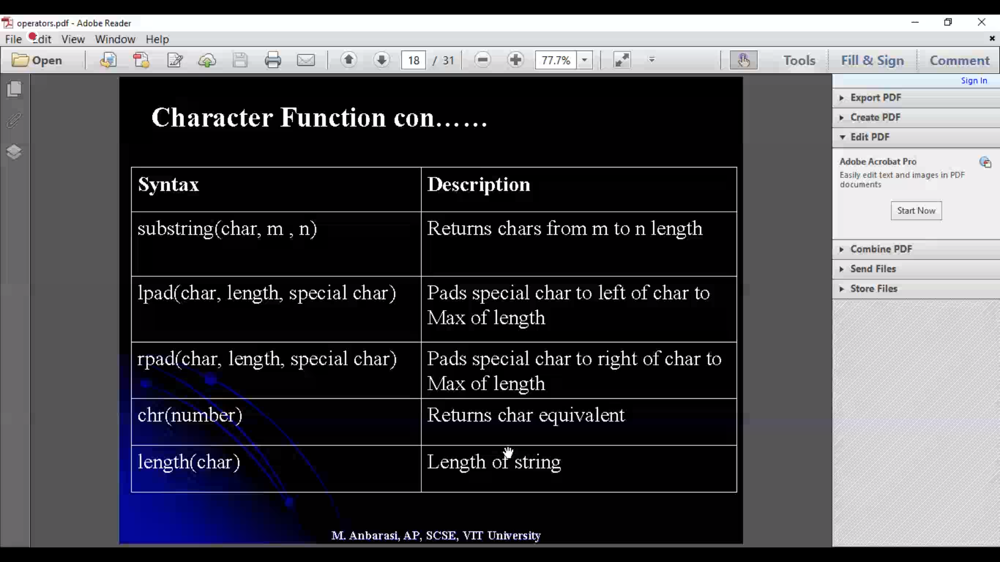 operators.pdf - Adobe Reader
File Edit View Window Help
Open 18 / 31 77.7% Tools Fill & Sign Comment
Sign In
Export PDF
Create PDF
Edit PDF
Adobe Acrobat Pro
Easily edit text and images in PDF
documents
Start Now
Combine PDF
Send Files
Store Files
Character Function con……
Syntax Description
substring(char, m , n) Returns chars from m to n length
lpad(char, length, special char) Pads special char to left of char to
Max of length
rpad(char, length, special char) Pads special char to right of char to
Max of length
chr(number) Returns char equivalent
length(char) Length of string
M. Anbarasi, AP, SCSE, VIT University